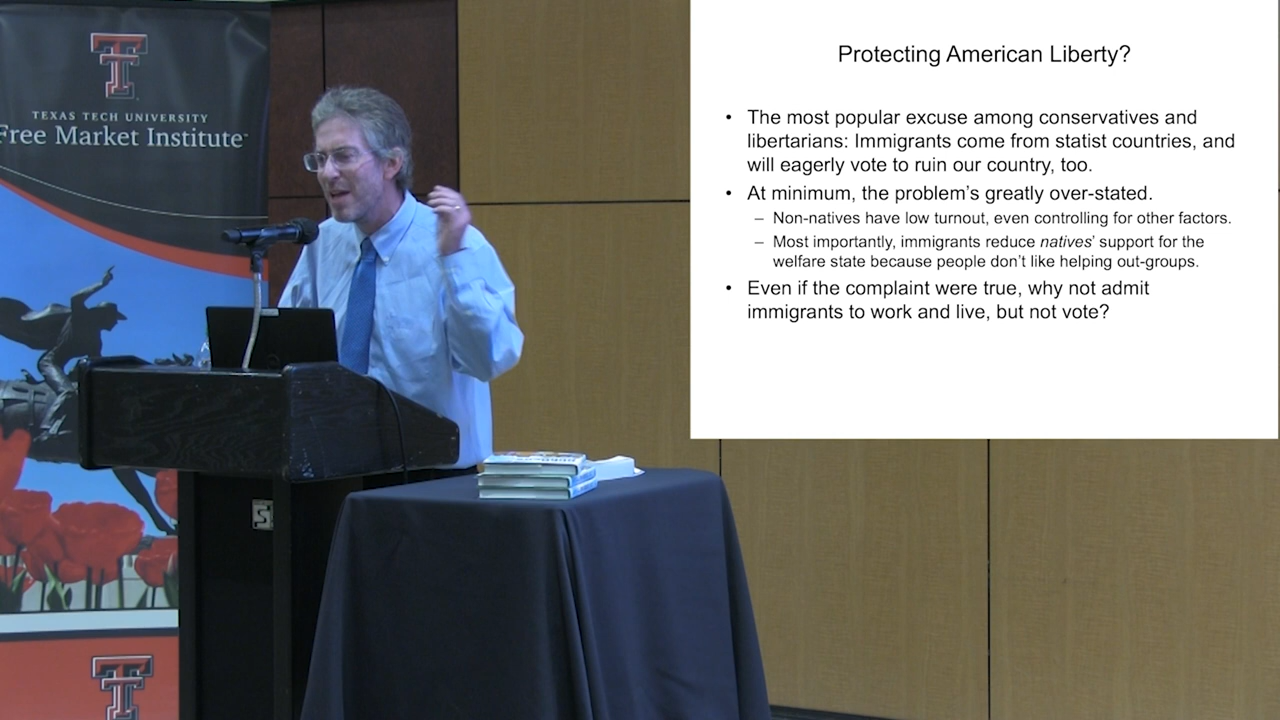 TEXAS TECH UNIVERSITY
Free Market Institute™
Protecting American Liberty?
• The most popular excuse among conservatives and
libertarians: Immigrants come from statist countries, and
will eagerly vote to ruin our country, too.
• At minimum, the problem's greatly over-stated.
– Non-natives have low turnout, even controlling for other factors.
– Most importantly, immigrants reduce natives' support for the
welfare state because people don't like helping out-groups.
• Even if the complaint were true, why not admit
immigrants to work and live, but not vote?